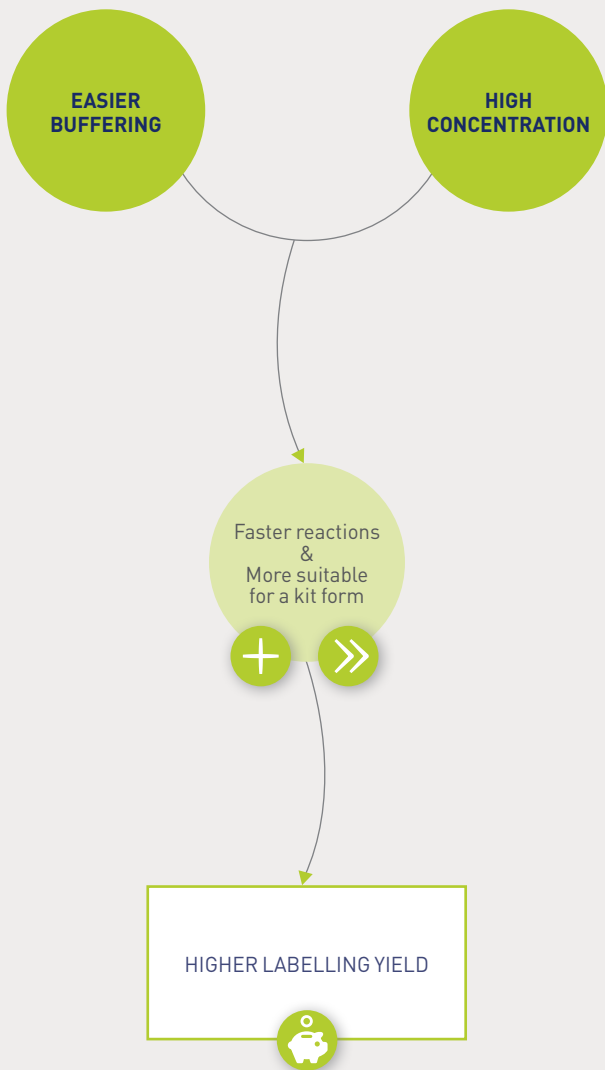 EASIER
BUFFERING
HIGH
CONCENTRATION
Faster reactions
&
More suitable
for a kit form
HIGHER LABELLING YIELD